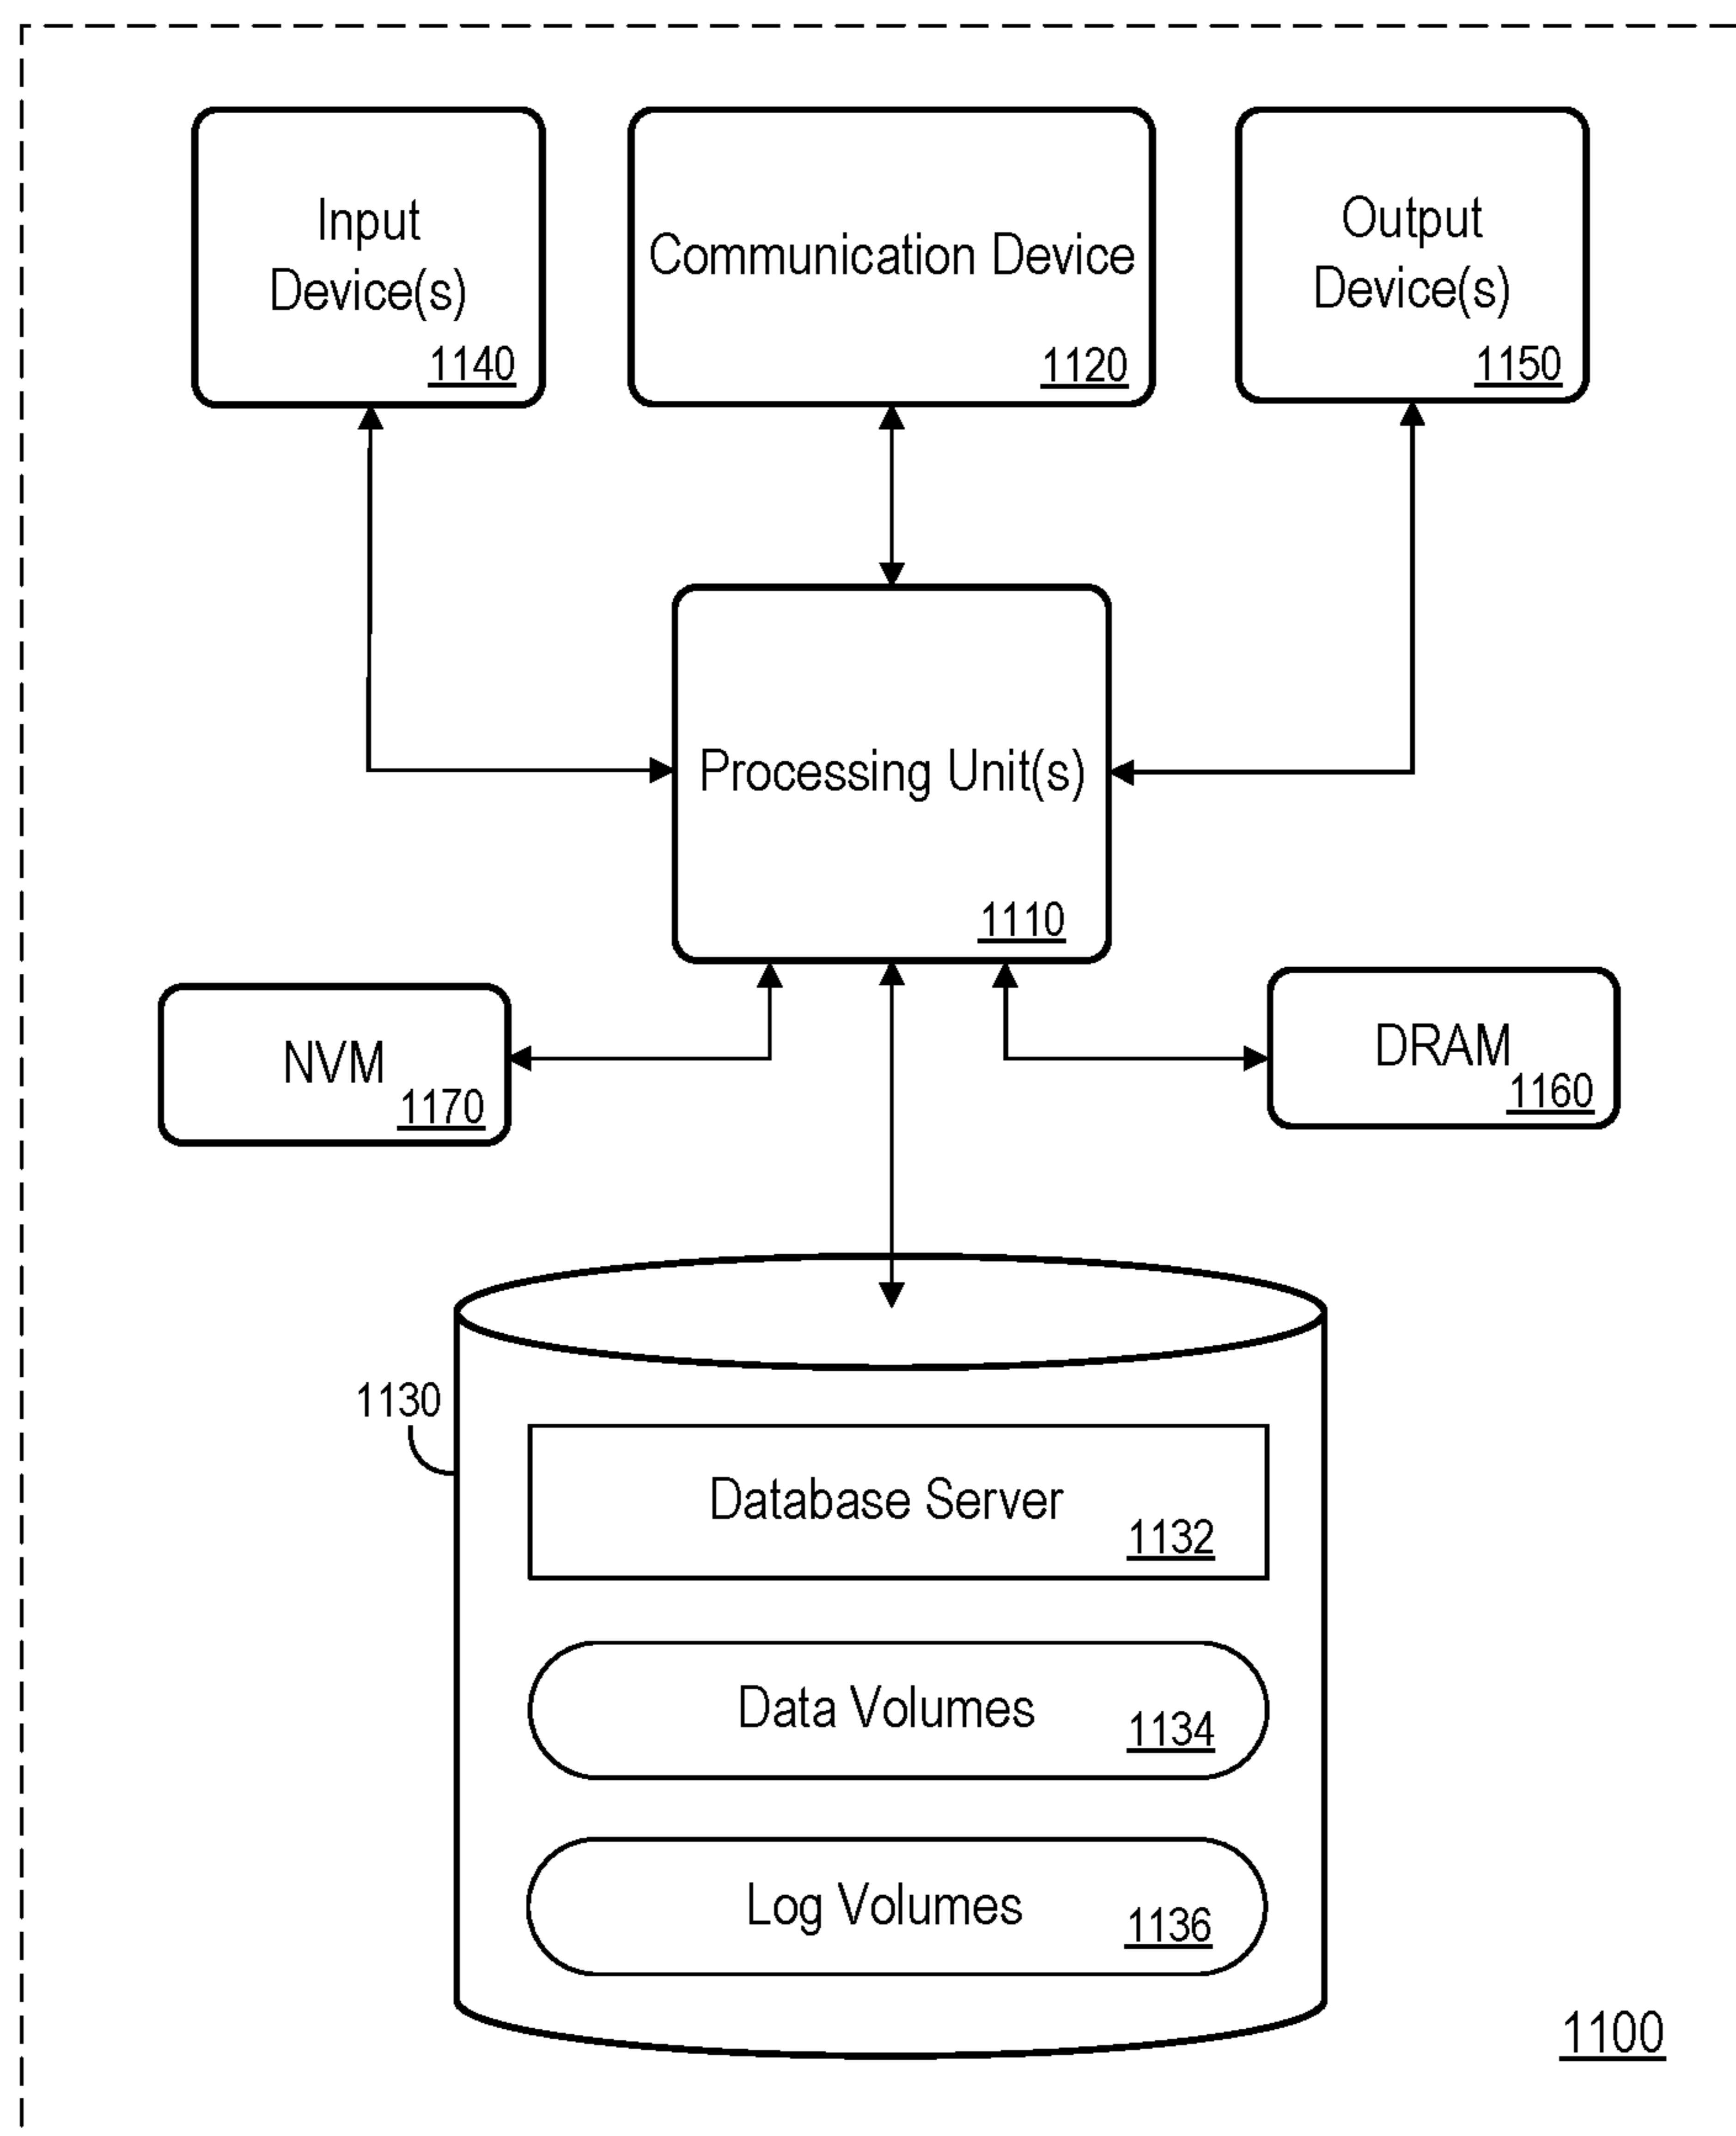 Input
Device(s)
1140
Communication Device
1120
Output
Device(s)
1150
Processing Unit(s)
1110
NVM
1170
DRAM
1160
1130
Database Server
1132
Data Volumes
1134
Log Volumes
1136
1100